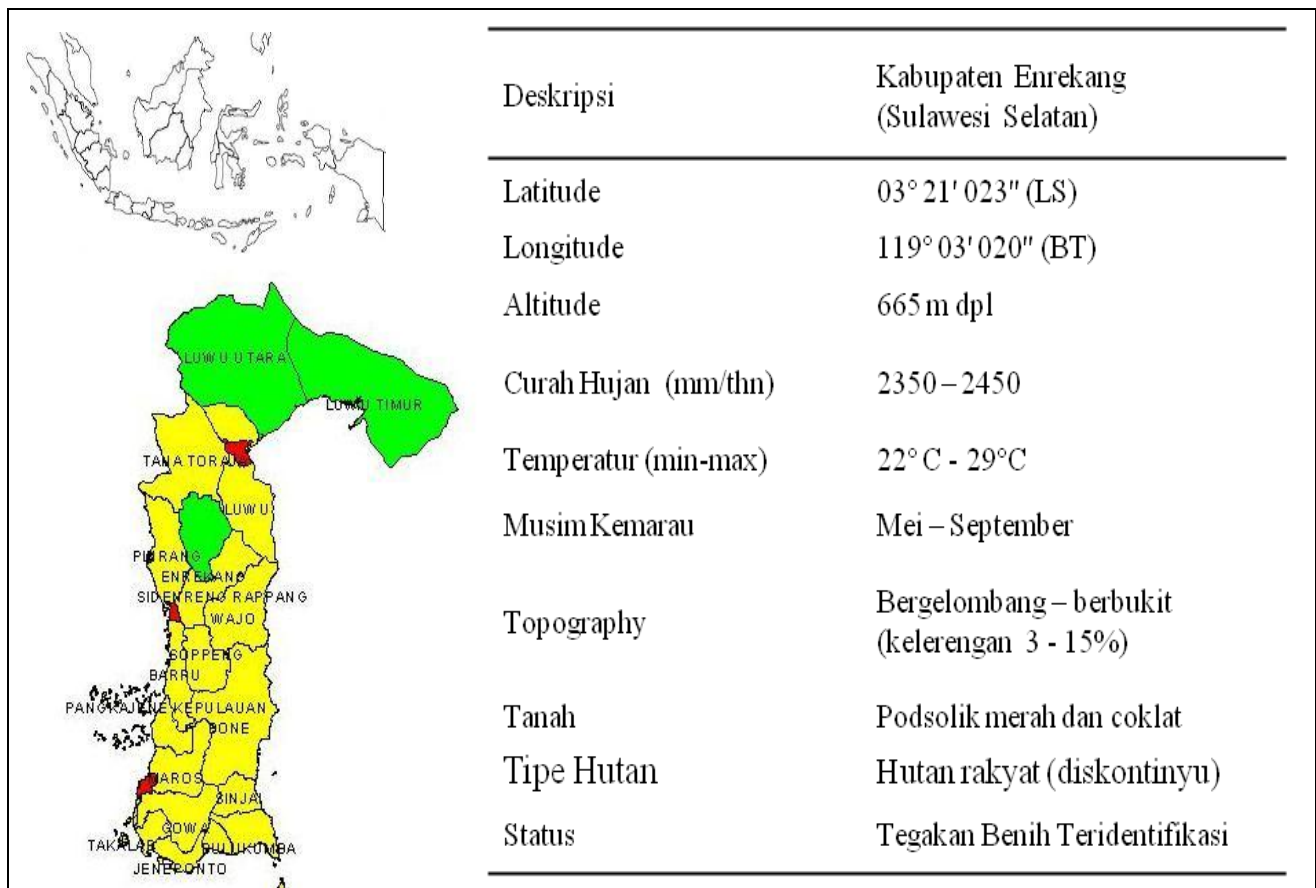 Deskripsi Kabupaten Enrekang
(Sulawesi Selatan)
Latitude 03° 21' 023" (LS)
Longitude 119° 03' 020" (BT)
Altitude 665 m dpl
Curah Hujan (mm/thn) 2350 – 2450
Temperatur (min-max) 22° C - 29°C
Musim Kemarau Mei – September
Topography Bergelombang – berbukit
(kelerengan 3 - 15%)
Tanah Podsolik merah dan coklat
Tipe Hutan Hutan rakyat (diskontinyu)
Status Tegakan Benih Teridentifikasi
LUWU UTARA
LUWU TIMUR
TANA TORAJA
LUWU
PINRANG
ENREKANG
SIDENRENG RAPPANG
WAJO
SOPPENG
BARRU
PANGKAJENE KEPULAUAN
BONE
MAROS
SINJAI
GOWA
TAKALAR
BULUKUMBA
JENEPONTO